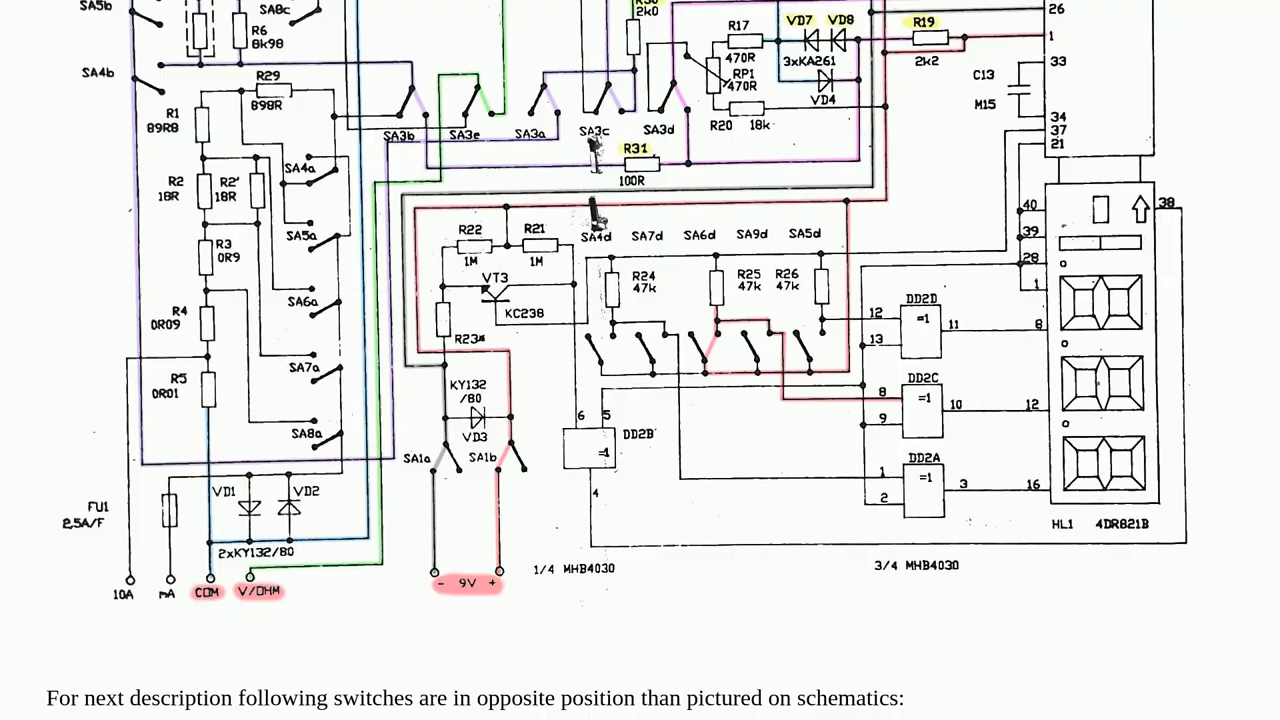 SA5b
SA8c
R6
8k98
SA4b
R29
898R
R1
89R8
R2
18R
R2'
18R
SA4a
SA5a
R3
0R9
SA6a
R4
0R09
SA7a
R5
0R01
SA8a
FU1
2,5A/F
VD1
VD2
2xKY132/80
10A
mA
COM
V/OHM
2k0
SA3b
SA3e
SA3a
SA3c
SA3d
R17
470R
RP1
470R
R20
18k
VD7
VD8
3xKA261
VD4
R19
2k2
R31
100R
26
1
33
C13
M15
34
37
21
R22
1M
R21
1M
VT3
KC238
R23*
KY132
/80
VD3
SA1a
SA1b
- 9V +
SA4d
SA7d
SA6d
SA9d
SA5d
R24
47k
R25
47k
R26
47k
6
5
DD2B
=1
4
1/4 MHB4030
12
13
DD2D
=1
11
8
8
9
DD2C
=1
10
12
1
2
DD2A
=1
3
16
3/4 MHB4030
40
39
28
1
38
HL1
4DR821B
For next description following switches are in opposite position than pictured on schematics: